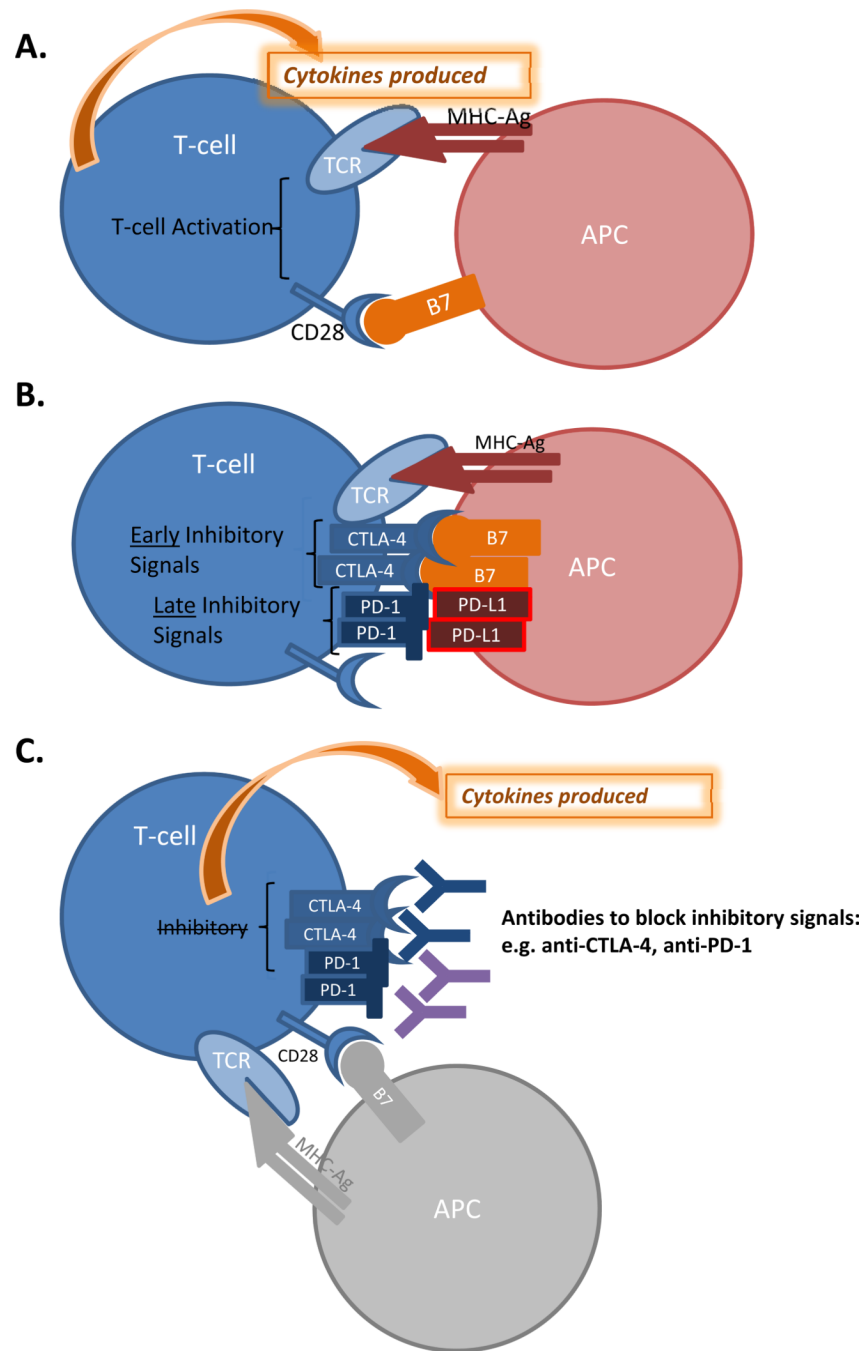 A.
Cytokines produced
MHC-Ag
T-cell
TCR
APC
T-cell Activation
B7
CD28
B.
MHC-Ag
T-cell
TCR
Early Inhibitory
Signals
CTLA-4
B7
APC
CTLA-4
B7
Late Inhibitory
Signals
PD-1
PD-L1
PD-1
PD-L1
C.
Cytokines produced
T-cell
CTLA-4
Inhibitory
CTLA-4
Antibodies to block inhibitory signals:
e.g. anti-CTLA-4, anti-PD-1
PD-1
PD-1
TCR
CD28
B7
MHC-Ag
APC